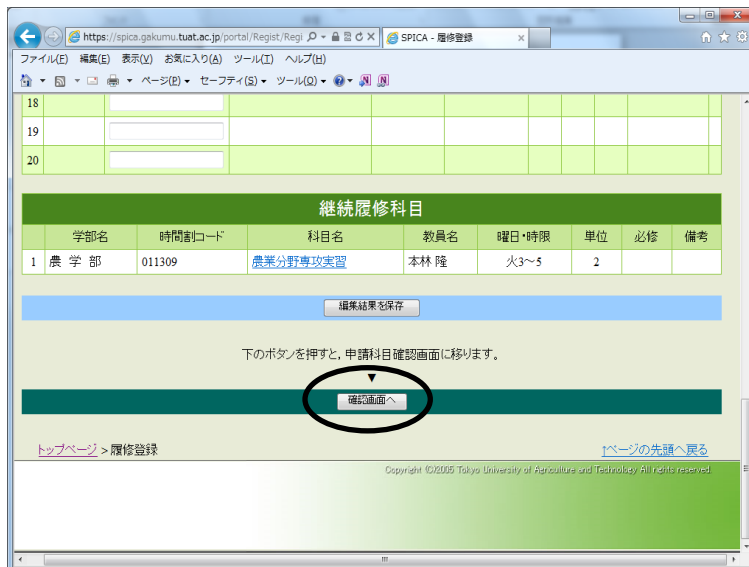 https://spica.gakumu.tuat.ac.jp/portal/Regist/Regi
SPICA - 履修登録
ファイル(F) 編集(E) 表示(V) お気に入り(A) ツール(T) ヘルプ(H)
ページ(P) セーフティ(S) ツール(O)
18
19
20
継続履修科目
学部名 時間割コード 科目名 教員名 曜日・時限 単位 必修 備考
1 農 学 部 011309 農業分野専攻実習 本林 隆 火3～5 2
編集結果を保存
下のボタンを押すと,申請科目確認画面に移ります。
▼
確認画面へ
トップページ > 履修登録 ↑ページの先頭へ戻る
Copyright (C)2005 Tokyo University of Agriculture and Technology All rights reserved.